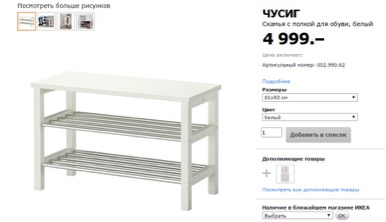 Посмотреть больше рисунков
ЧУСИГ
Скамья с полкой для обуви, белый
4 999.–
Цена включает:
Артикульный номер: 802.990.62
Подробнее
Размеры
81x50 см
Цвет
белый
1
Добавить в список
Дополняющие товары
Посмотреть все дополняющие товары
Наличие в ближайшем магазине ИКЕА
Выбрать
OK